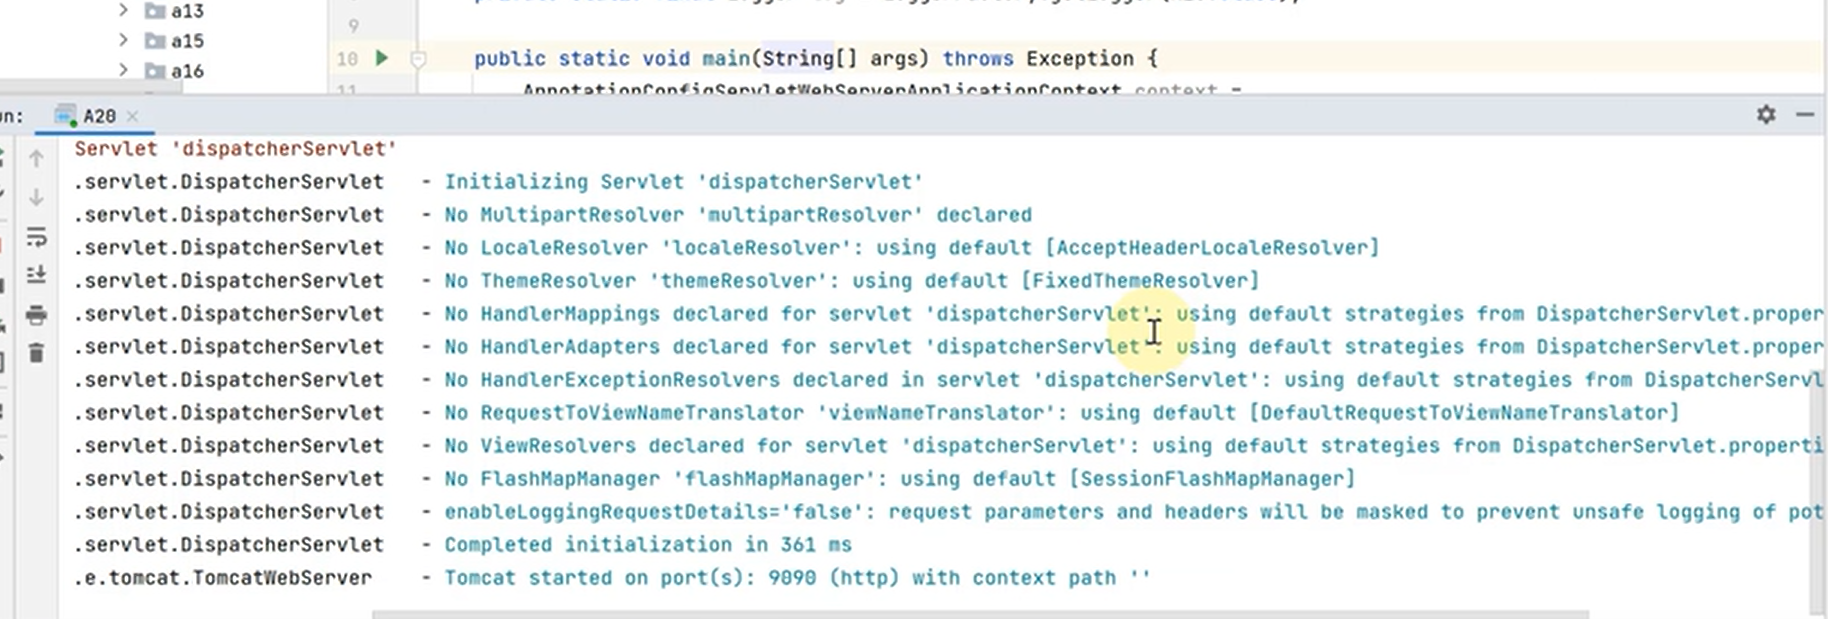 a13
9
a15
10 public static void main(String[] args) throws Exception {
a16
11 AnnotationConfigServletWebServerApplicationContext context =
A20
Servlet 'dispatcherServlet'
.servlet.DispatcherServlet - Initializing Servlet 'dispatcherServlet'
.servlet.DispatcherServlet - No MultipartResolver 'multipartResolver' declared
.servlet.DispatcherServlet - No LocaleResolver 'localeResolver': using default [AcceptHeaderLocaleResolver]
.servlet.DispatcherServlet - No ThemeResolver 'themeResolver': using default [FixedThemeResolver]
.servlet.DispatcherServlet - No HandlerMappings declared for servlet 'dispatcherServlet': using default strategies from DispatcherServlet.proper
.servlet.DispatcherServlet - No HandlerAdapters declared for servlet 'dispatcherServlet': using default strategies from DispatcherServlet.proper
.servlet.DispatcherServlet - No HandlerExceptionResolvers declared in servlet 'dispatcherServlet': using default strategies from DispatcherServl
.servlet.DispatcherServlet - No RequestToViewNameTranslator 'viewNameTranslator': using default [DefaultRequestToViewNameTranslator]
.servlet.DispatcherServlet - No ViewResolvers declared for servlet 'dispatcherServlet': using default strategies from DispatcherServlet.properti
.servlet.DispatcherServlet - No FlashMapManager 'flashMapManager': using default [SessionFlashMapManager]
.servlet.DispatcherServlet - enableLoggingRequestDetails='false': request parameters and headers will be masked to prevent unsafe logging of pot
.servlet.DispatcherServlet - Completed initialization in 361 ms
.e.tomcat.TomcatWebServer - Tomcat started on port(s): 9090 (http) with context path ''